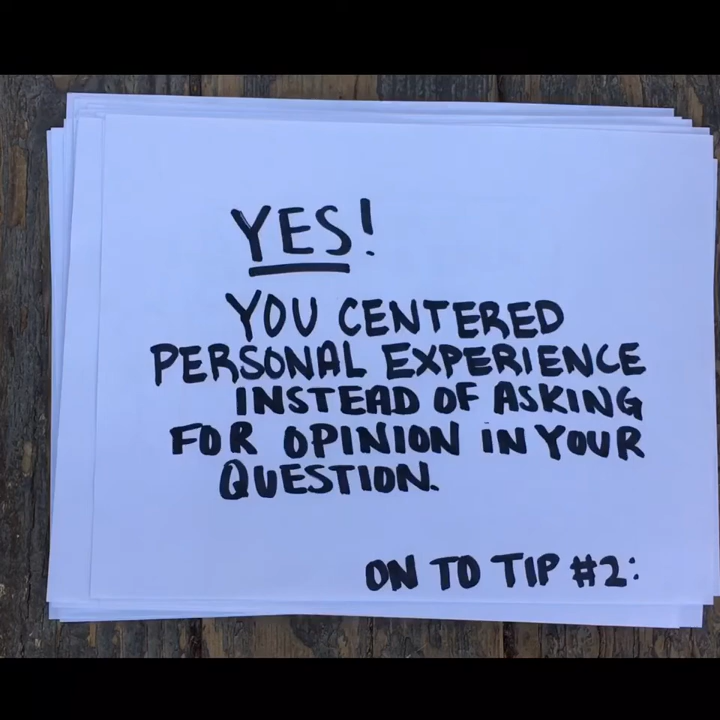 YES!
YOU CENTERED
PERSONAL EXPERIENCE
INSTEAD OF ASKING
FOR OPINION iN YOUR
QUESTION.
ON TO TIP #2: